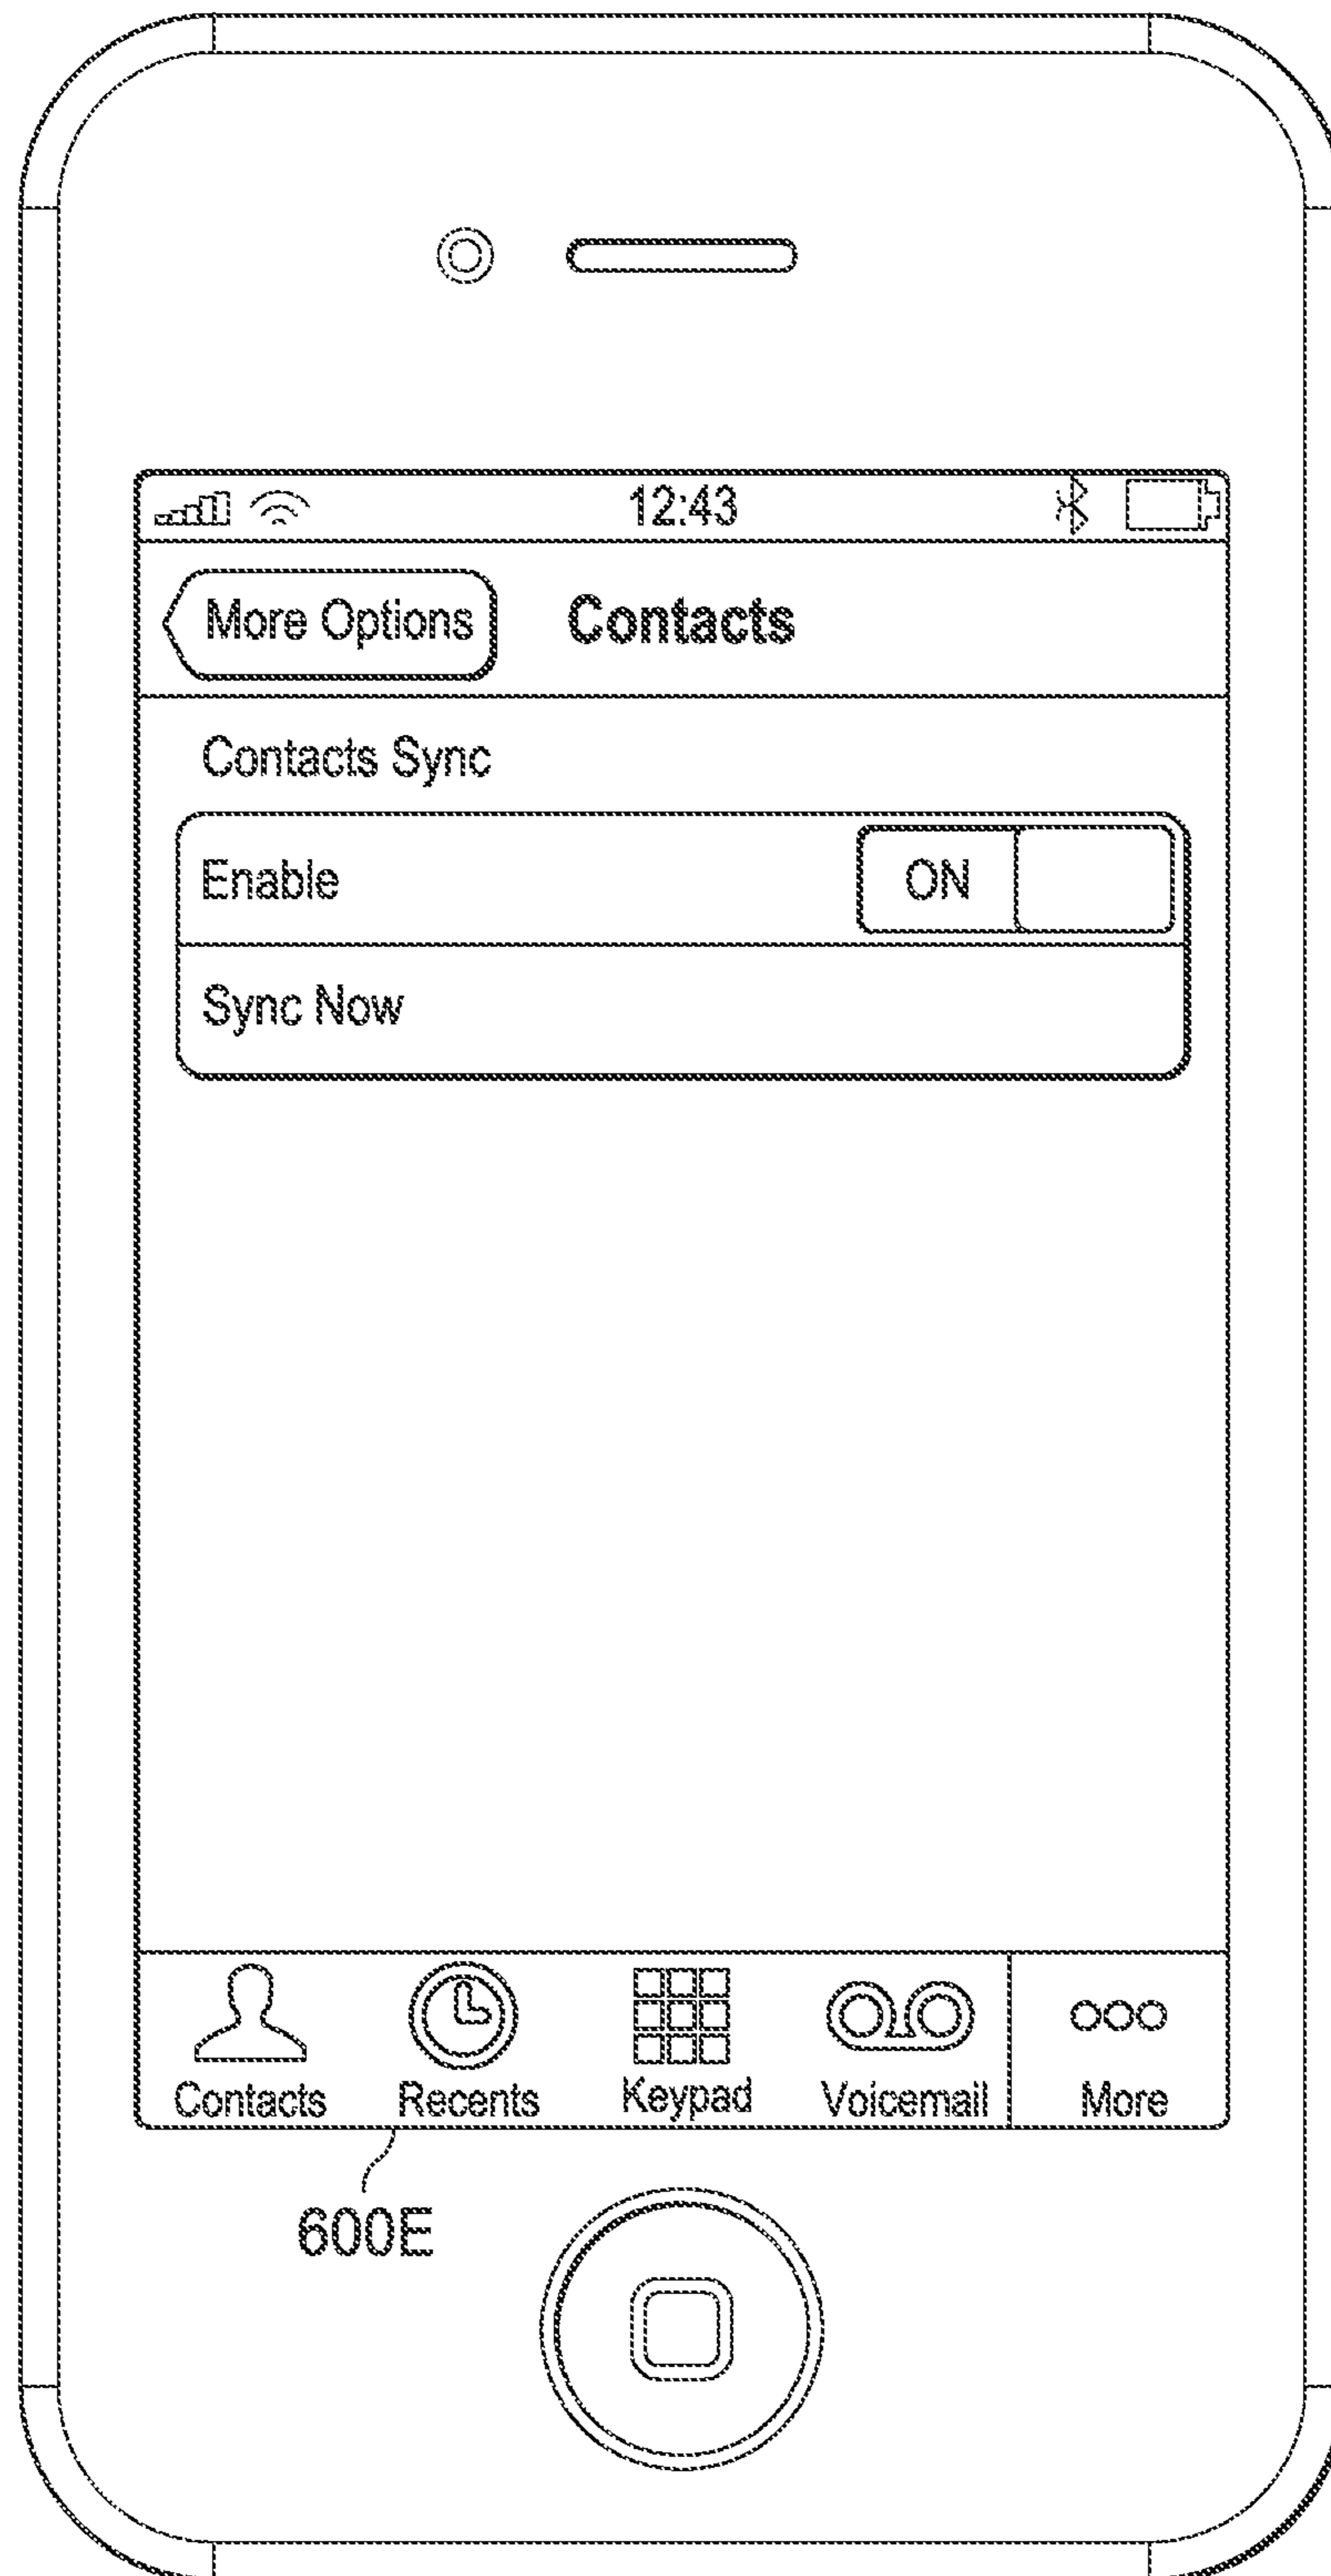 12:43
More Options Contacts
Contacts Sync
Enable ON
Sync Now
Contacts Recents Keypad Voicemail More
600E